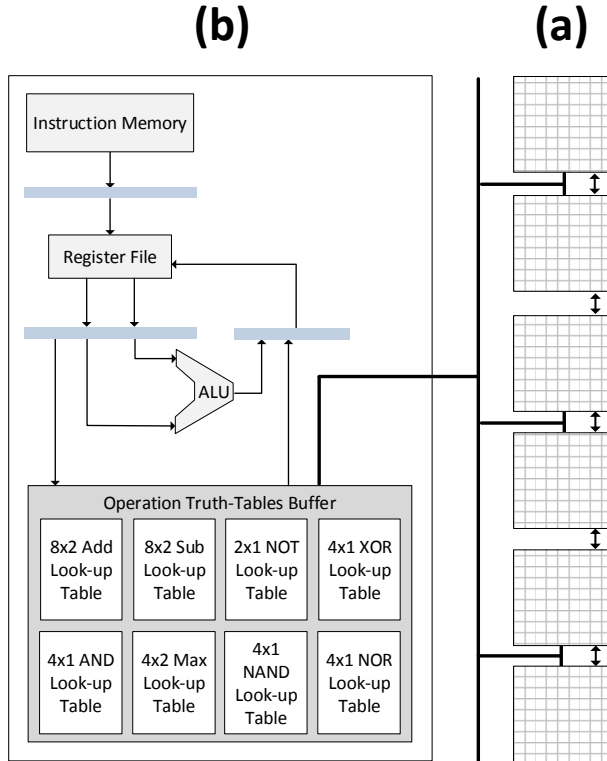 (b)
(a)
Instruction Memory
Register File
ALU
Operation Truth-Tables Buffer
8x2 Add
Look-up
Table
8x2 Sub
Look-up
Table
2x1 NOT
Look-up
Table
4x1 XOR
Look-up
Table
4x1 AND
Look-up
Table
4x2 Max
Look-up
Table
4x1
NAND
Look-up
Table
4x1 NOR
Look-up
Table